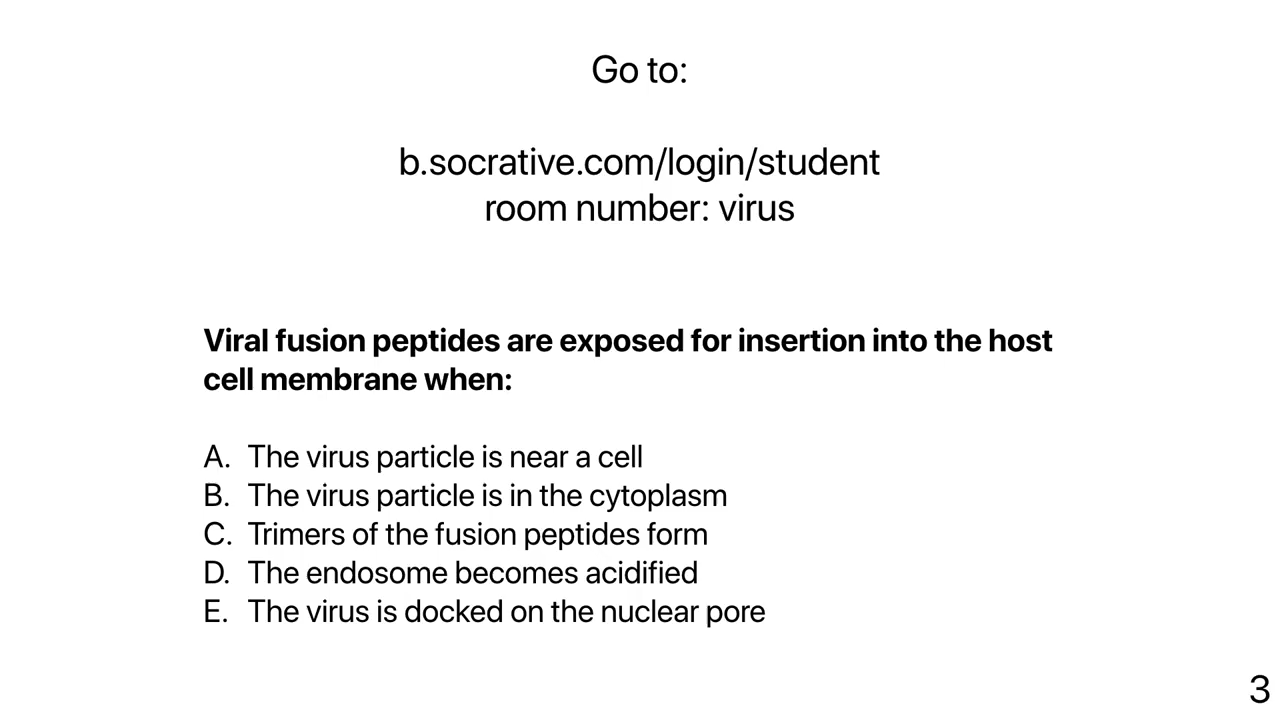 Go to:
b.socrative.com/login/student
room number: virus
Viral fusion peptides are exposed for insertion into the host
cell membrane when:
A. The virus particle is near a cell
B. The virus particle is in the cytoplasm
C. Trimers of the fusion peptides form
D. The endosome becomes acidified
E. The virus is docked on the nuclear pore
3